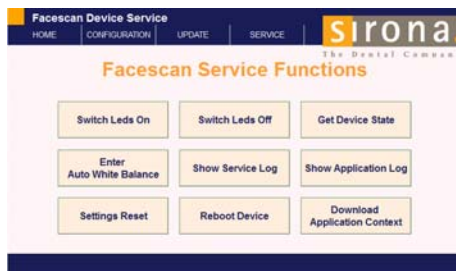 Facescan Device Service
HOME CONFIGURATION UPDATE SERVICE
sirona.
The Dental Company
Facescan Service Functions
Switch Leds On Switch Leds Off Get Device State
Enter
Auto White Balance Show Service Log Show Application Log
Settings Reset Reboot Device Download
Application Context